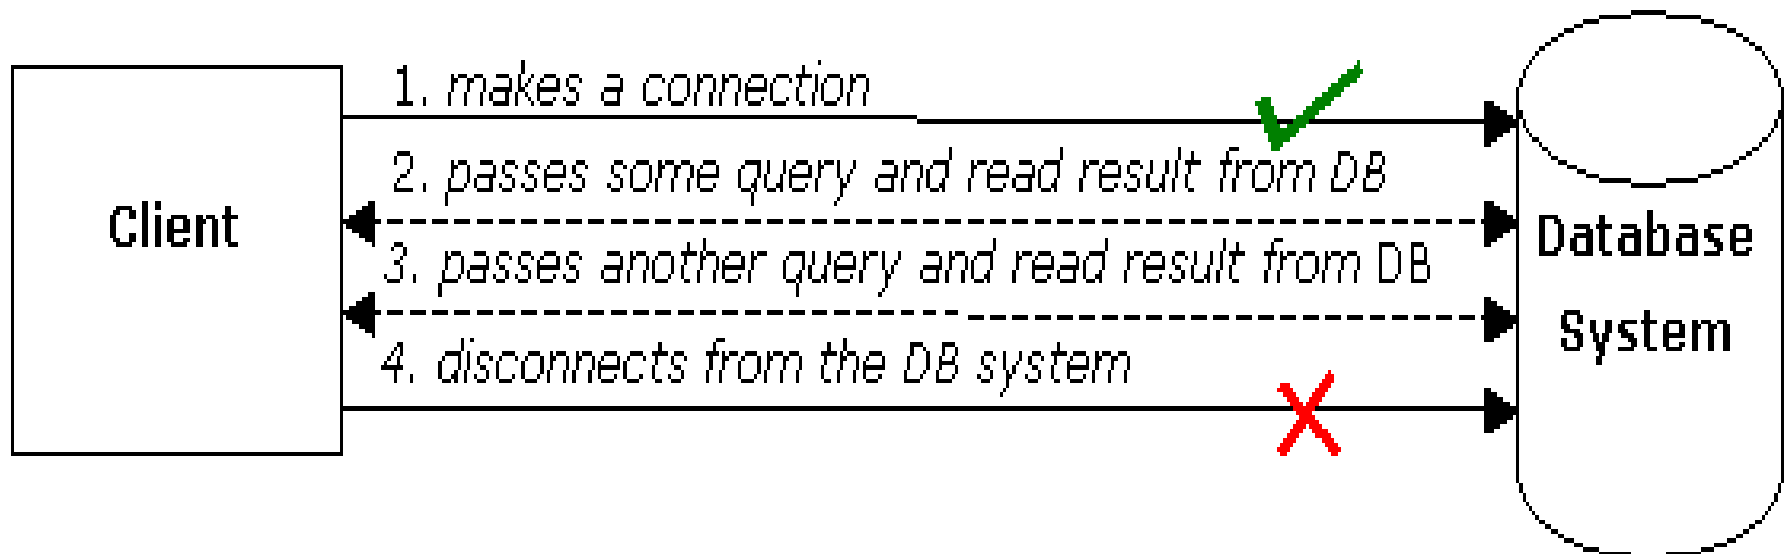 1. makes a connection
2. passes some query and read result from DB
Client
3. passes another query and read result from DB
4. disconnects from the DB system
Database
System